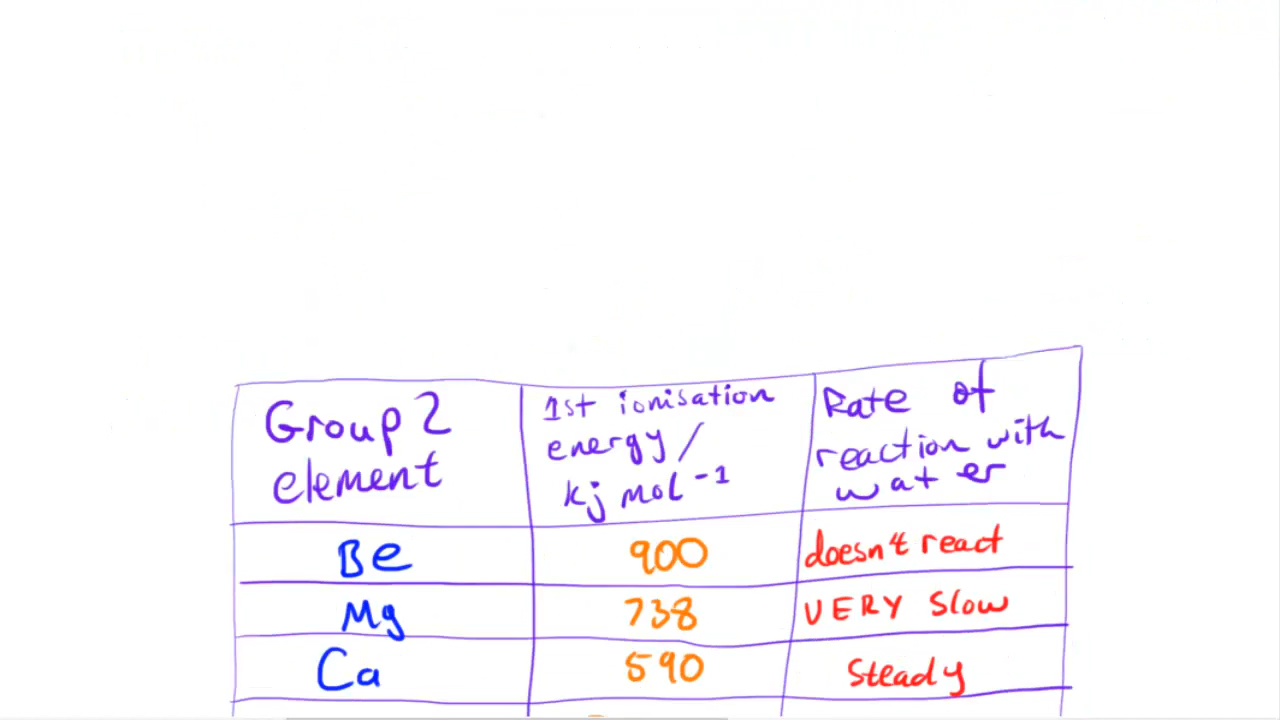 Group 2
element
1st ionisation
energy /
kj mol⁻¹
Rate of
reaction with
water
Be
900
doesn't react
Mg
738
VERY Slow
Ca
590
Steady